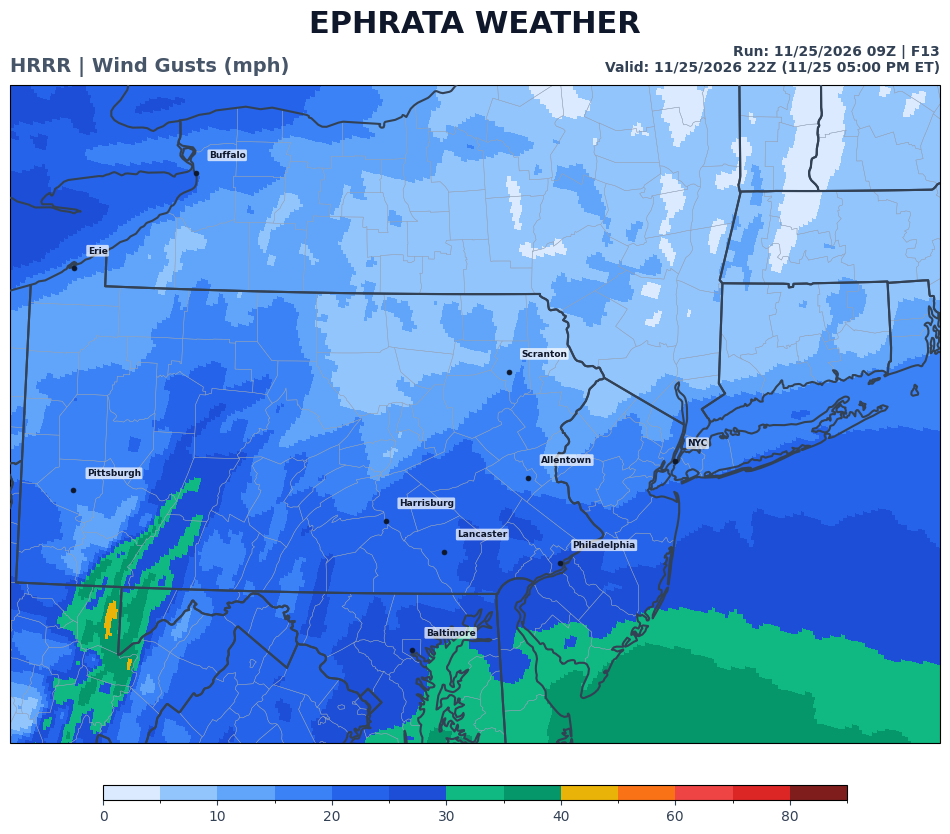 EPHRATA WEATHER
HRRR | Wind Gusts (mph)
Run: 11/25/2026 09Z | F13
Valid: 11/25/2026 22Z (11/25 05:00 PM ET)
Buffalo
Erie
Scranton
NYC
Allentown
Pittsburgh
Harrisburg
Lancaster
Philadelphia
Baltimore
0 10 20 30 40 50 60 70 80